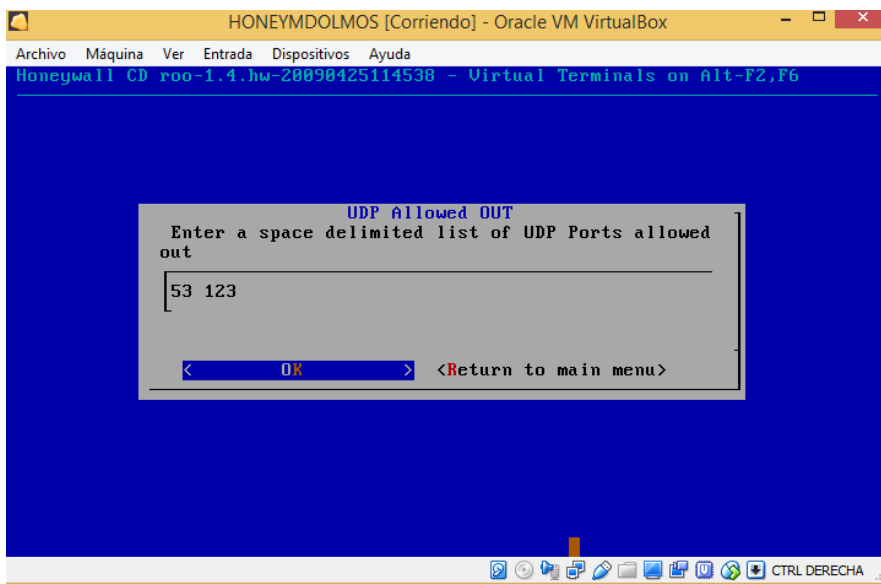 HONEYMDOLMOS [Corriendo] - Oracle VM VirtualBox
Archivo Máquina Ver Entrada Dispositivos Ayuda
Honeywall CD roo-1.4.hw-20090425114538 - Virtual Terminals on Alt-F2,F6
UDP Allowed OUT
Enter a space delimited list of UDP Ports allowed
out
53 123
< OK > <Return to main menu>
CTRL DERECHA